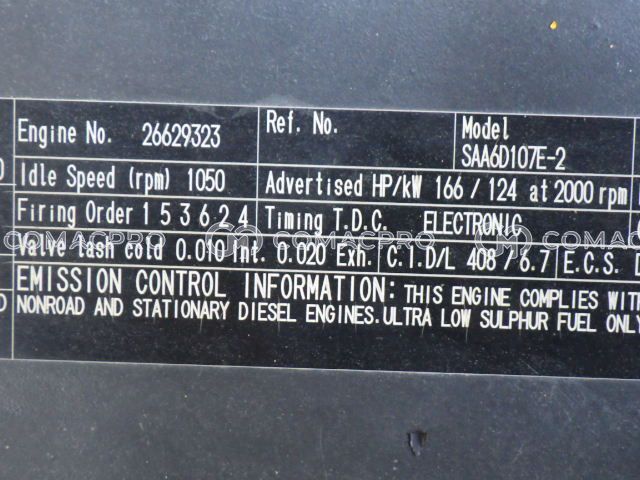 Engine No. 26629323 Ref. No. Model
SAA6D107E-2
Idle Speed (rpm) 1050 Advertised HP/kW 166 / 124 at 2000 rpm
Firing Order 1 5 3 6 2 4 Timing T.D.C. ELECTRONIC
COMACPRO COMACPRO COMACPRO
Valve lash cold 0.010 Int. 0.020 Exh. C.I.D/L 408 / 6.7 E.C.S.
EMISSION CONTROL INFORMATION: THIS ENGINE COMPLIES WIT
NONROAD AND STATIONARY DIESEL ENGINES. ULTRA LOW SULPHUR FUEL ONLY